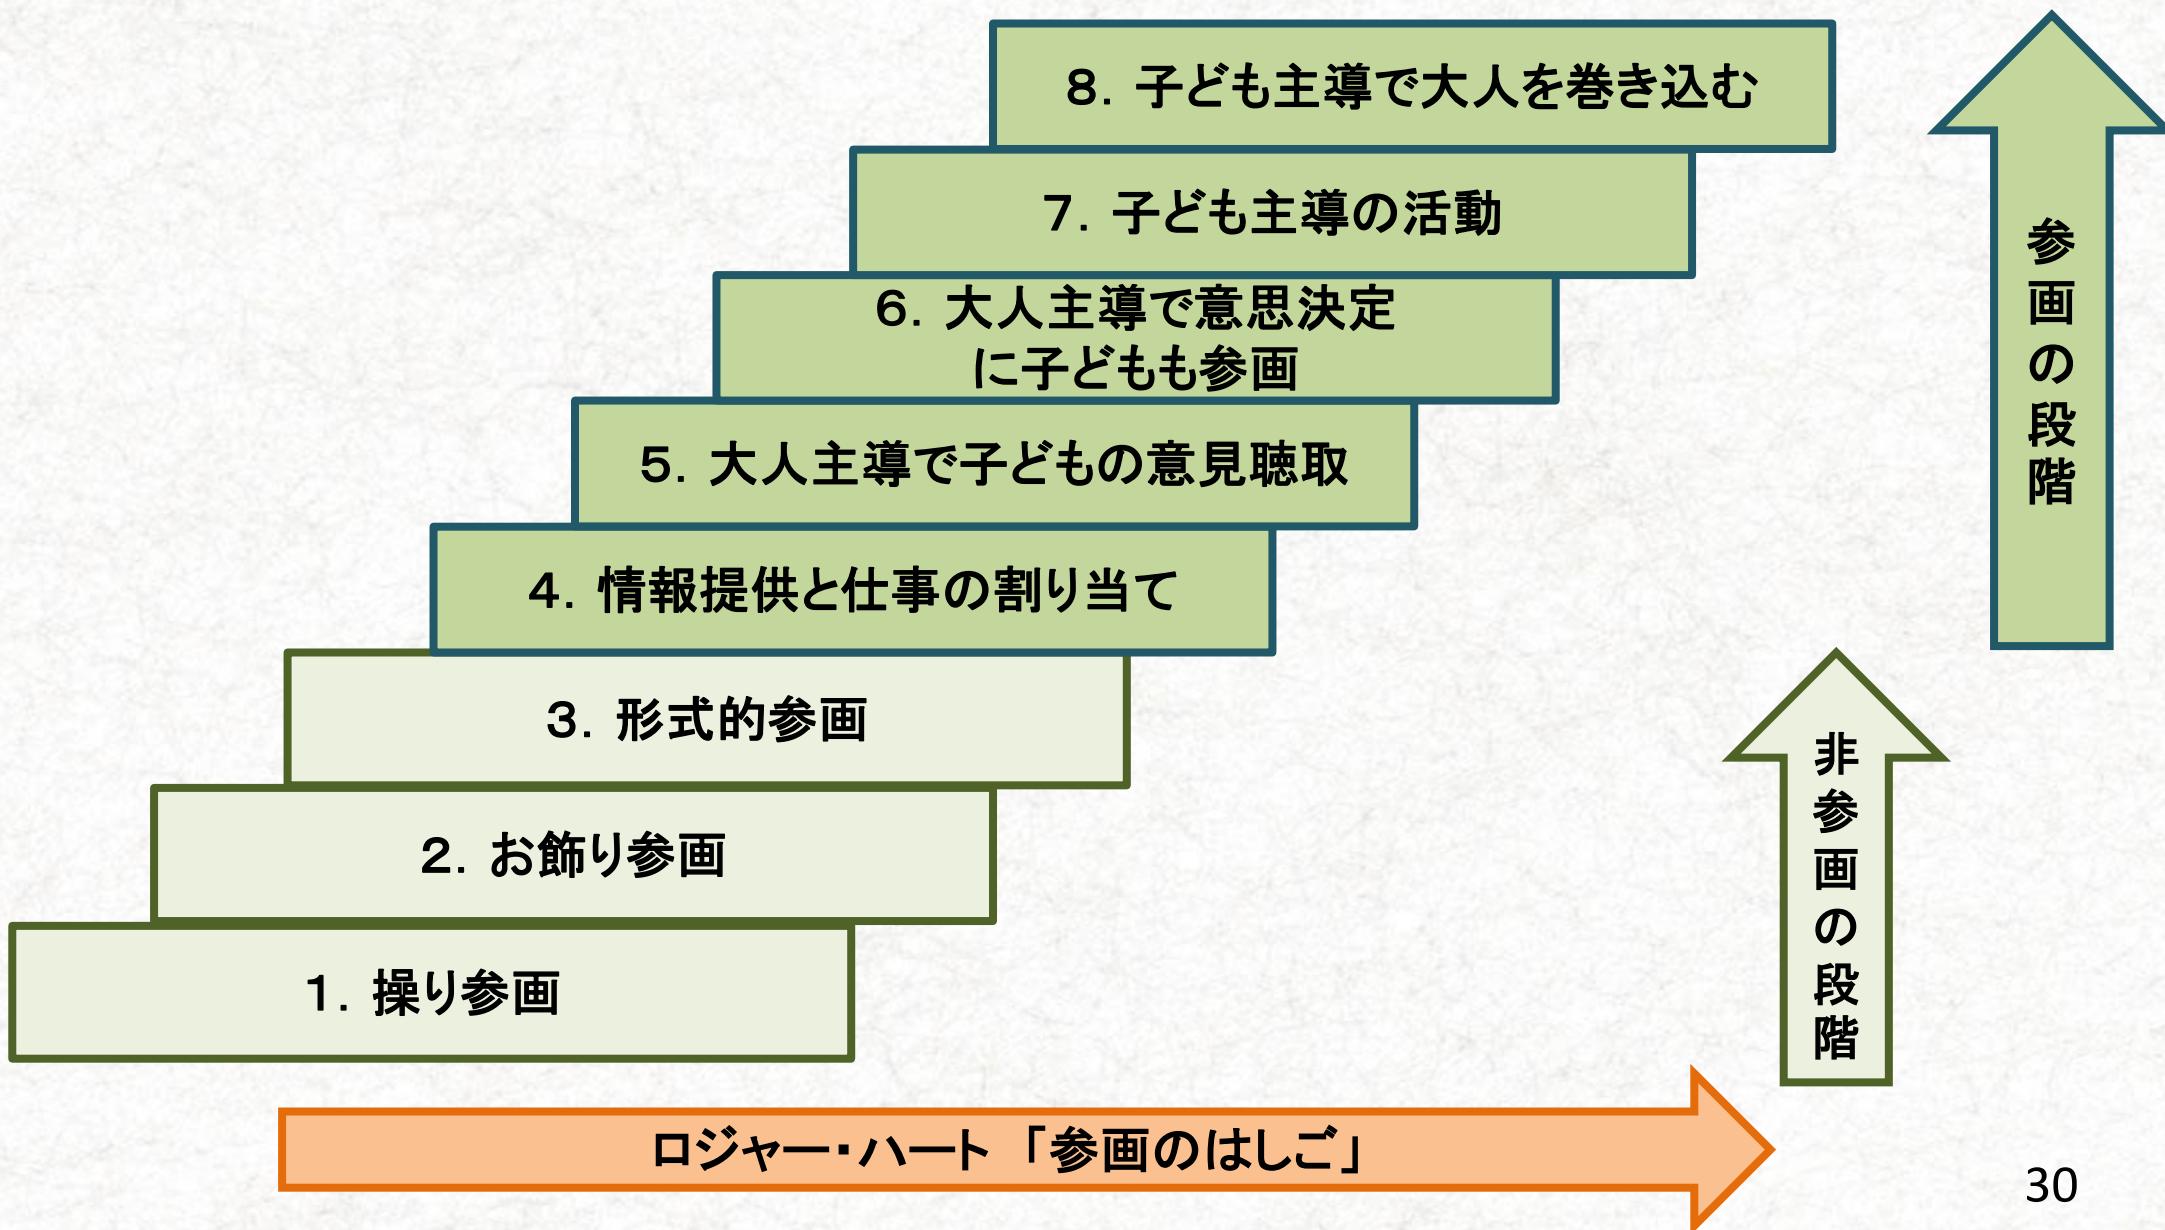 ８．子ども主導で大人を巻き込む
７．子ども主導の活動
６．大人主導で意思決定
に子どもも参画
５．大人主導で子どもの意見聴取
４．情報提供と仕事の割り当て
３．形式的参画
２．お飾り参画
１．操り参画
参画の段階
非参画の段階
ロジャー・ハート 「参画のはしご」
30